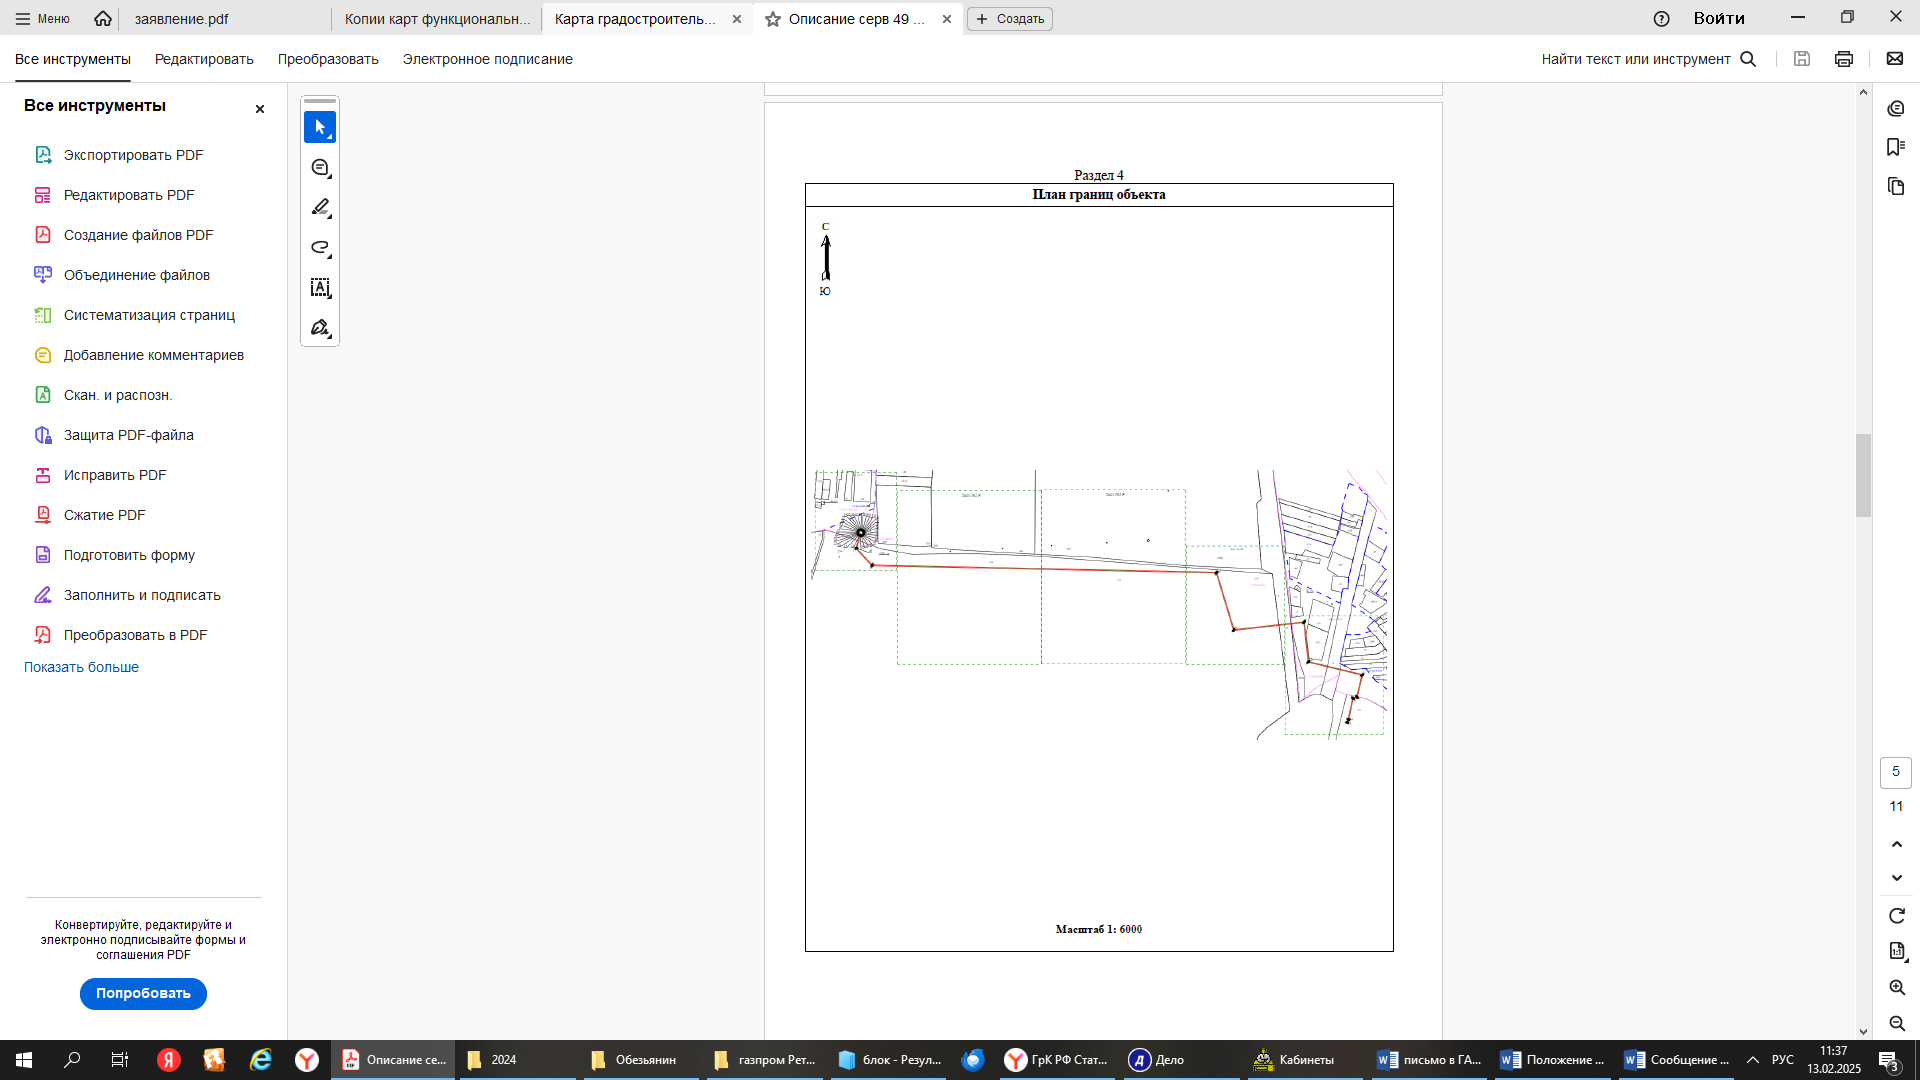 Меню
заявление.pdf
Копии карт функциональн...
Карта градостроитель...
Описание серв 49 ...
Создать
Войти
Все инструменты
Редактировать
Преобразовать
Электронное подписание
Найти текст или инструмент
Все инструменты
Экспортировать PDF
Редактировать PDF
Создание файлов PDF
Объединение файлов
Систематизация страниц
Добавление комментариев
Скан. и распозн.
Защита PDF-файла
Исправить PDF
Сжатие PDF
Подготовить форму
Заполнить и подписать
Преобразовать в PDF
Показать больше
Конвертируйте, редактируйте и
электронно подписывайте формы и
соглашения PDF
Попробовать
Раздел 4
План границ объекта
С
Ю
Масштаб 1: 6000
5
11
Описание се...
2024
Обезьянин
газпром Рет...
блок - Резул...
ГрК РФ Стат...
Дело
Кабинеты
письмо в ГА...
Положение ...
Сообщение ...
РУС
11:37
13.02.2025
3